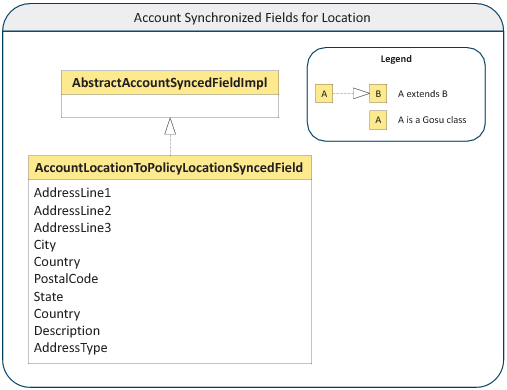 Account Synchronized Fields for Location
AbstractAccountSyncedFieldImpl
Legend
A
B
A extends B
A
A is a Gosu class
AccountLocationToPolicyLocationSyncedField
AddressLine1
AddressLine2
AddressLine3
City
Country
PostalCode
State
Country
Description
AddressType